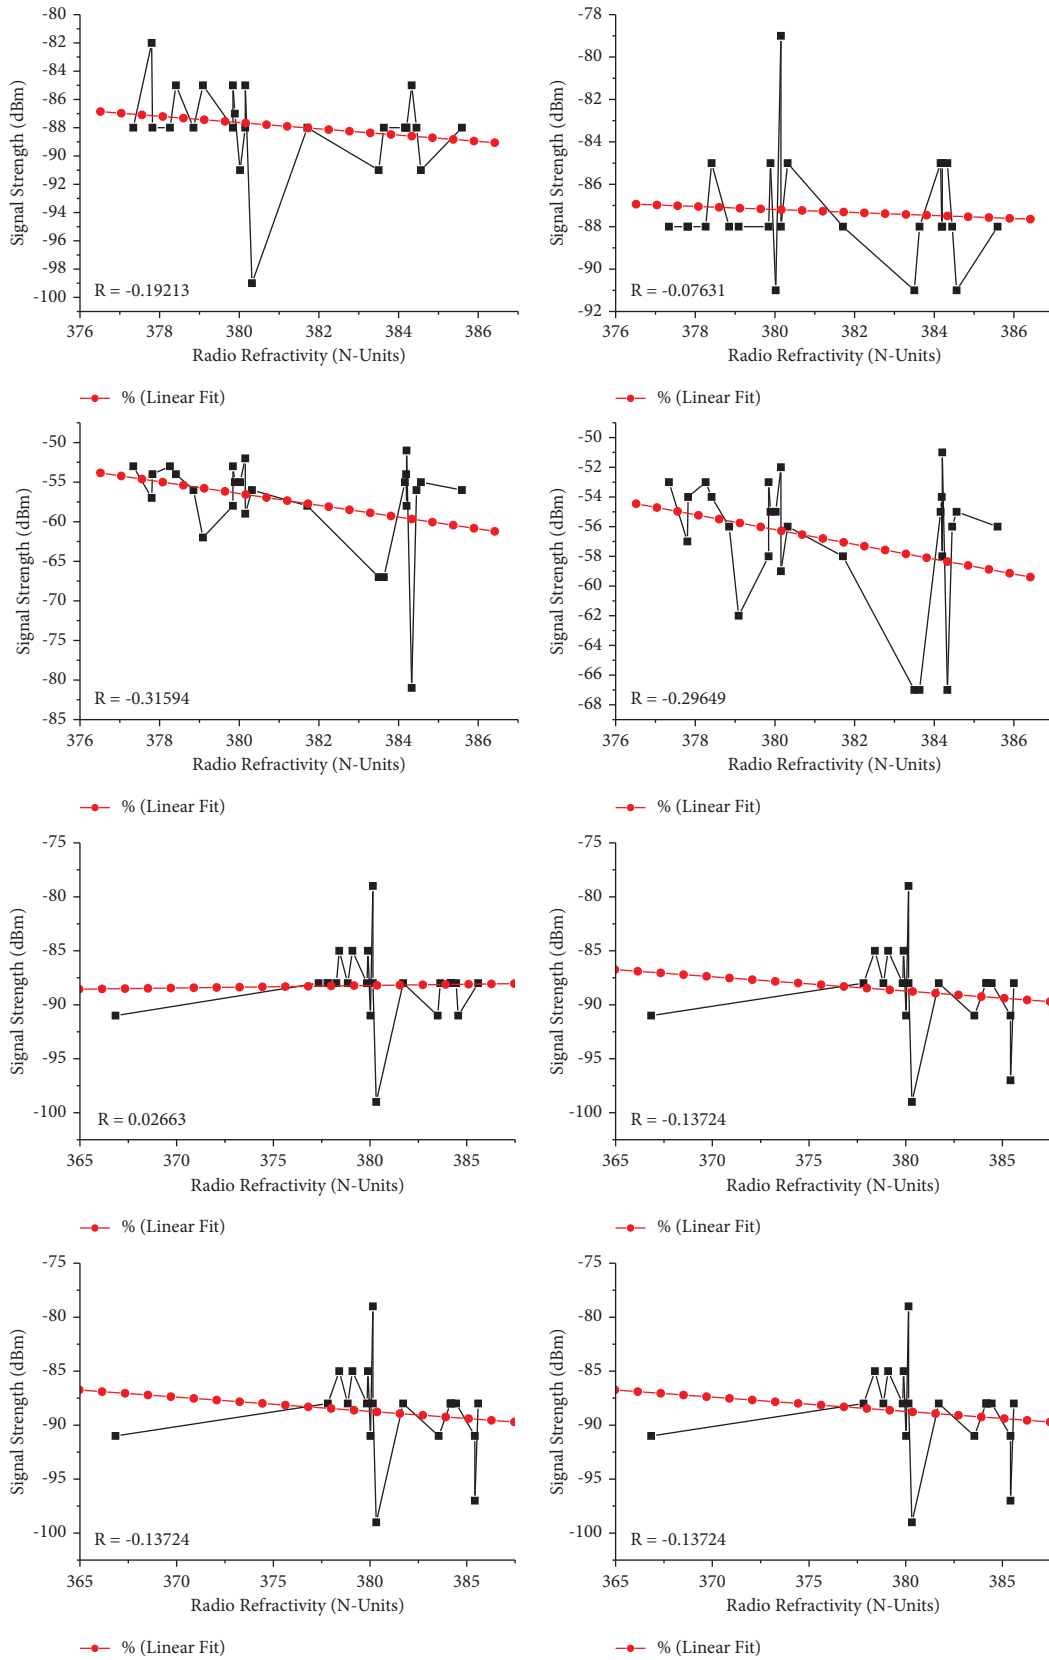 -80
-82
-84
-86
-88
-90
-92
-94
-96
-98
-100
Signal Strength (dBm)
R = -0.19213
376 378 380 382 384 386
Radio Refractivity (N-Units)
% (Linear Fit)
-78
-80
-82
-84
-86
-88
-90
-92
Signal Strength (dBm)
R = -0.07631
376 378 380 382 384 386
Radio Refractivity (N-Units)
% (Linear Fit)
-50
-55
-60
-65
-70
-75
-80
-85
Signal Strength (dBm)
R = -0.31594
376 378 380 382 384 386
Radio Refractivity (N-Units)
% (Linear Fit)
-50
-52
-54
-56
-58
-60
-62
-64
-66
-68
Signal Strength (dBm)
R = -0.29649
376 378 380 382 384 386
Radio Refractivity (N-Units)
% (Linear Fit)
-75
-80
-85
-90
-95
-100
Signal Strength (dBm)
R = 0.02663
365 370 375 380 385
Radio Refractivity (N-Units)
% (Linear Fit)
-75
-80
-85
-90
-95
-100
Signal Strength (dBm)
R = -0.13724
365 370 375 380 385
Radio Refractivity (N-Units)
% (Linear Fit)
-75
-80
-85
-90
-95
-100
Signal Strength (dBm)
R = -0.13724
365 370 375 380 385
Radio Refractivity (N-Units)
% (Linear Fit)
-75
-80
-85
-90
-95
-100
Signal Strength (dBm)
R = -0.13724
365 370 375 380 385
Radio Refractivity (N-Units)
% (Linear Fit)